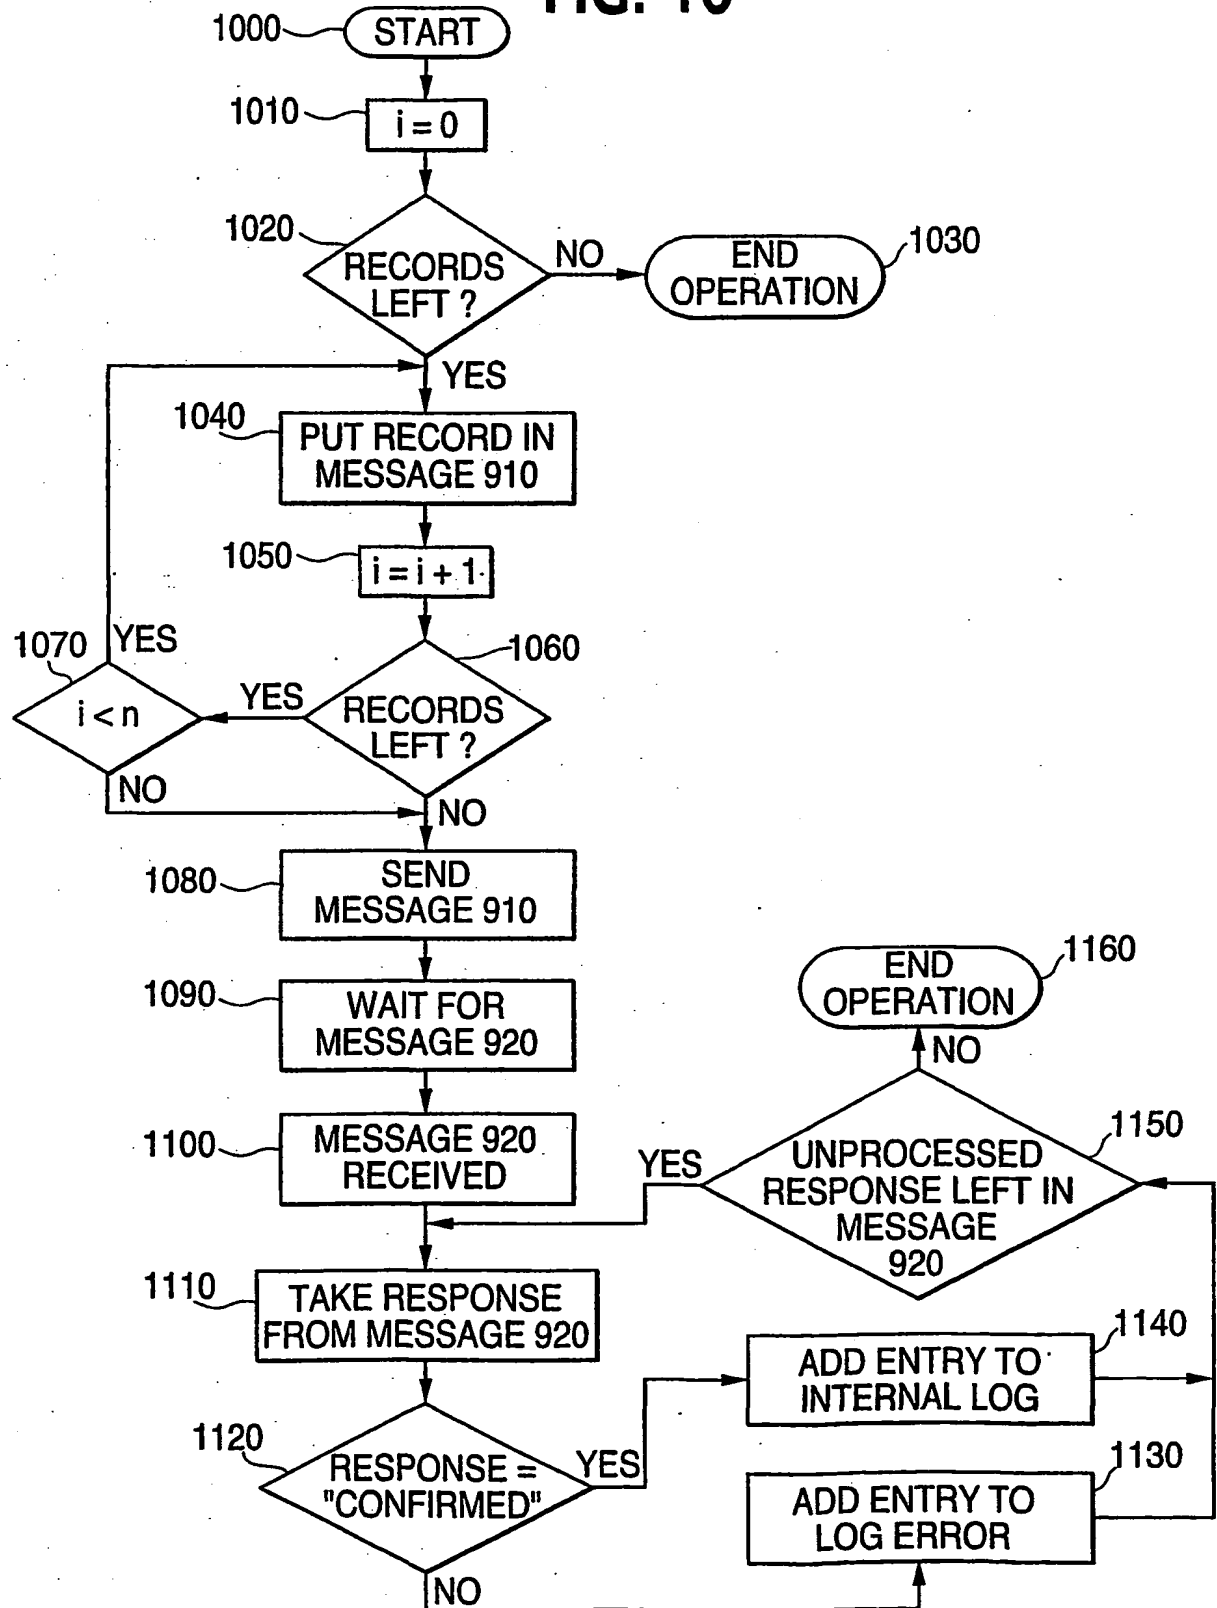 FIG. 10
1000
START
1010
i = 0
1020
RECORDS
LEFT ?
NO
END
OPERATION
1030
YES
1040
PUT RECORD IN
MESSAGE 910
1050
i = i + 1
1060
RECORDS
LEFT ?
YES
1070
i < n
YES
NO
NO
1080
SEND
MESSAGE 910
1090
WAIT FOR
MESSAGE 920
1100
MESSAGE 920
RECEIVED
1110
TAKE RESPONSE
FROM MESSAGE 920
1120
RESPONSE =
"CONFIRMED"
YES
NO
1130
ADD ENTRY TO
LOG ERROR
1140
ADD ENTRY TO
INTERNAL LOG
1150
UNPROCESSED
RESPONSE LEFT IN
MESSAGE
920
YES
NO
1160
END
OPERATION